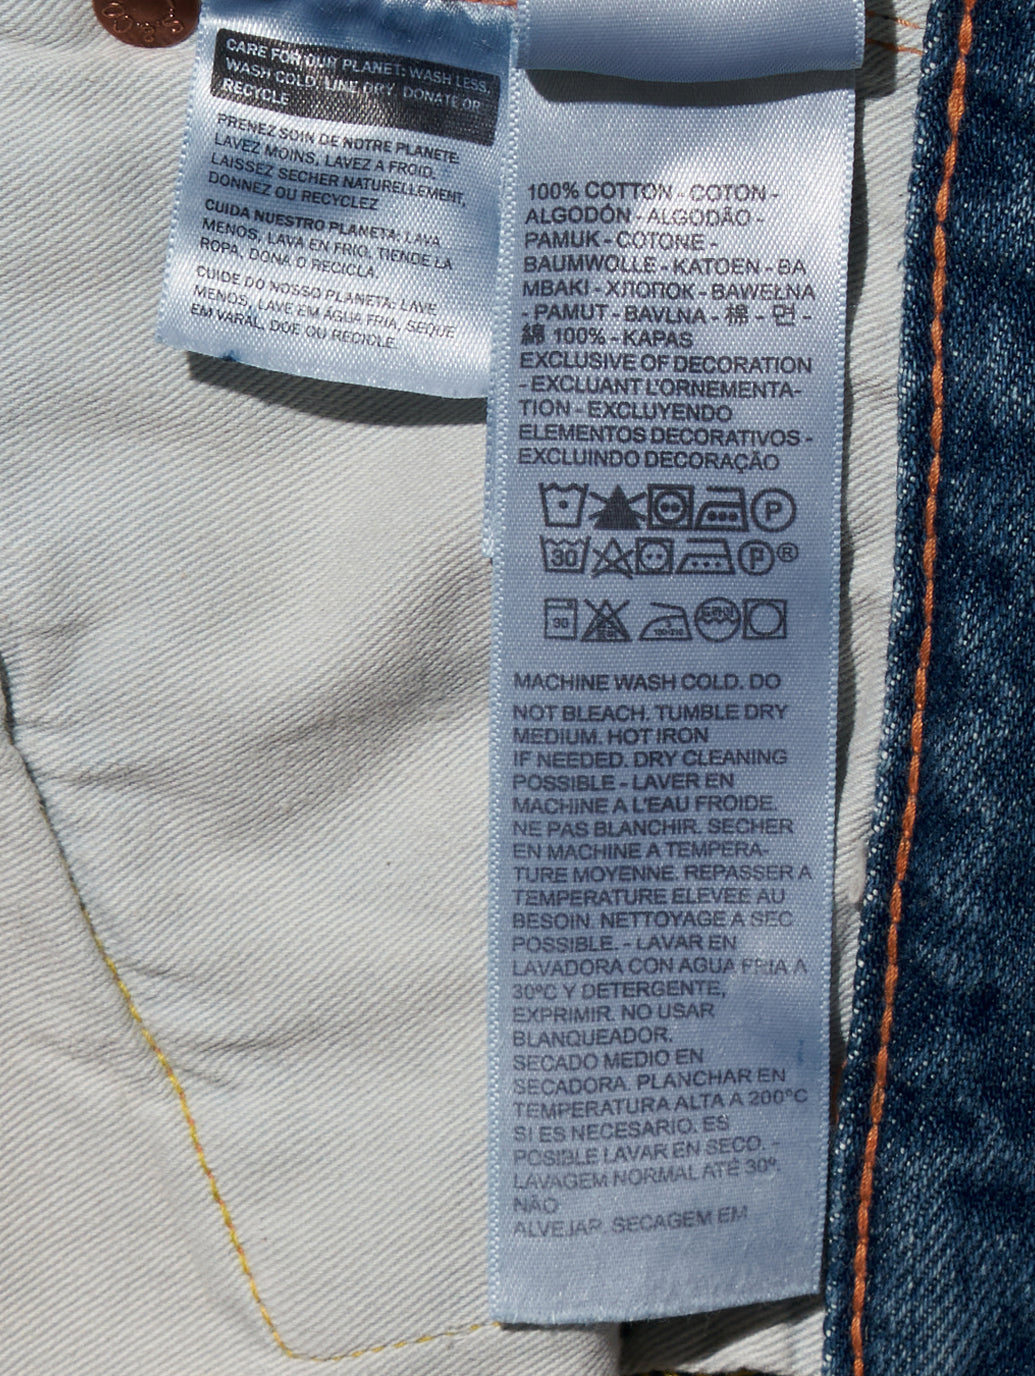 CARE FOR OUR PLANET: WASH LESS,
WASH COLD, LINE DRY, DONATE OR
RECYCLE
PRENEZ SOIN DE NOTRE PLANETE:
LAVEZ MOINS, LAVEZ A FROID,
LAISSEZ SECHER NATURELLEMENT,
DONNEZ OU RECYCLEZ
CUIDA NUESTRO PLANETA: LAVA
MENOS, LAVA EN FRIO, TIENDE LA
ROPA, DONA O RECICLA.
CUIDE DO NOSSO PLANETA: LAVE
MENOS, LAVE EM ÁGUA FRIA, SEQUE
EM VARAL, DOE OU RECICLE
100% COTTON - COTON -
ALGODÓN - ALGODÃO -
PAMUK - COTONE -
BAUMWOLLE - KATOEN - BA
MBAKI - ХЛОПОК - BAWEŁNA
- PAMUT - BAVLNA - 棉 - 면 -
綿 100% - KAPAS
EXCLUSIVE OF DECORATION
- EXCLUANT L'ORNEMENTA-
TION - EXCLUYENDO
ELEMENTOS DECORATIVOS -
EXCLUINDO DECORAÇÃO
P
30 P ®
30
MACHINE WASH COLD. DO
NOT BLEACH. TUMBLE DRY
MEDIUM. HOT IRON
IF NEEDED. DRY CLEANING
POSSIBLE - LAVER EN
MACHINE A L'EAU FROIDE.
NE PAS BLANCHIR. SECHER
EN MACHINE A TEMPERA-
TURE MOYENNE. REPASSER A
TEMPERATURE ELEVEE AU
BESOIN. NETTOYAGE A SEC
POSSIBLE. - LAVAR EN
LAVADORA CON AGUA FRIA A
30ºC Y DETERGENTE,
EXPRIMIR. NO USAR
BLANQUEADOR.
SECADO MEDIO EN
SECADORA. PLANCHAR EN
TEMPERATURA ALTA A 200°C
SI ES NECESARIO. ES
POSIBLE LAVAR EN SECO. -
LAVAGEM NORMAL ATÉ 30º.
NÃO
ALVEJAR. SECAGEM EM